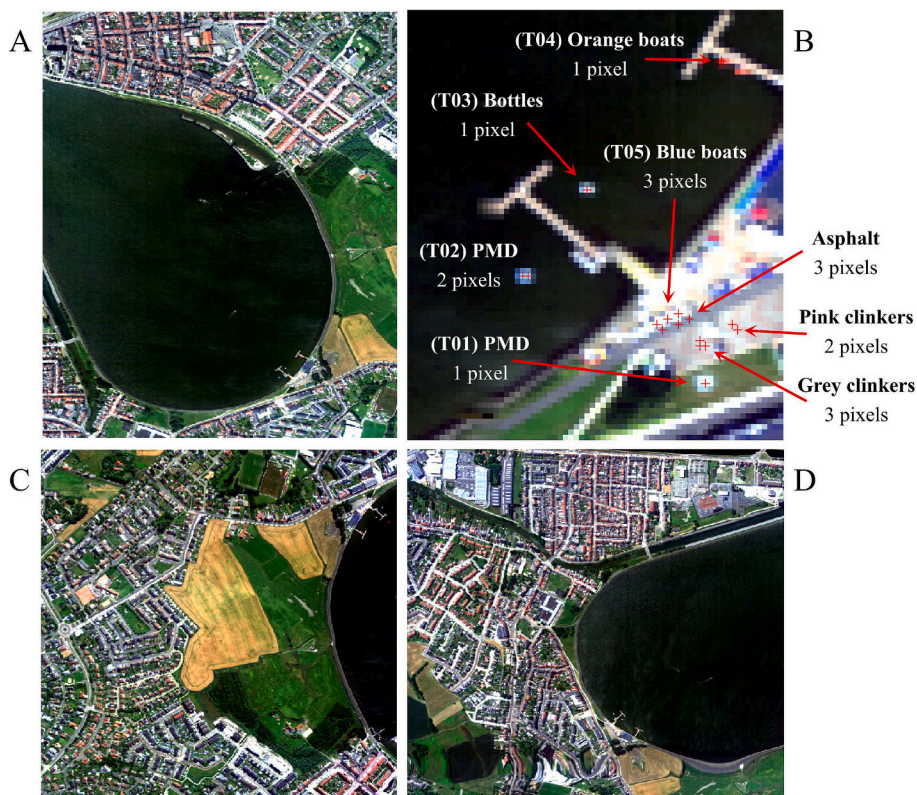 A
B
(T04) Orange boats
1 pixel
(T03) Bottles
1 pixel
(T05) Blue boats
3 pixels
Asphalt
3 pixels
(T02) PMD
2 pixels
Pink clinkers
2 pixels
(T01) PMD
1 pixel
Grey clinkers
3 pixels
C
D